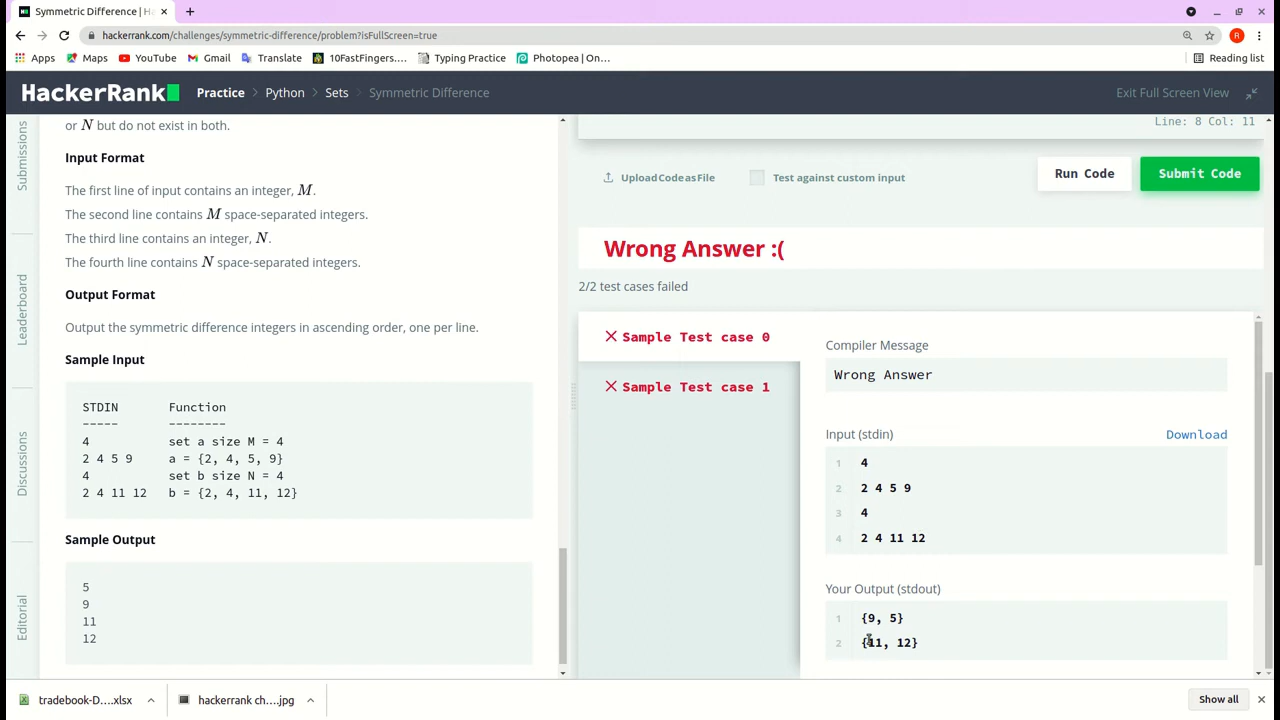 Symmetric Difference | H
hackerrank.com/challenges/symmetric-difference/problem?isFullScreen=true
R
Apps Maps YouTube Gmail Translate 10FastFingers.... Typing Practice Photopea | On... Reading list
HackerRank Practice > Python > Sets > Symmetric Difference Exit Full Screen View
Submissions
Leaderboard
Discussions
Editorial
or N but do not exist in both.
Input Format
The first line of input contains an integer, M.
The second line contains M space-separated integers.
The third line contains an integer, N.
The fourth line contains N space-separated integers.
Output Format
Output the symmetric difference integers in ascending order, one per line.
Sample Input
STDIN Function
----- --------
4 set a size M = 4
2 4 5 9 a = {2, 4, 5, 9}
4 set b size N = 4
2 4 11 12 b = {2, 4, 11, 12}
Sample Output
5
9
11
12
Line: 8 Col: 11
Upload Code as File Test against custom input Run Code Submit Code
Wrong Answer :(
2/2 test cases failed
Sample Test case 0
Sample Test case 1
Compiler Message
Wrong Answer
Input (stdin) Download
1 4
2 2 4 5 9
3 4
4 2 4 11 12
Your Output (stdout)
1 {9, 5}
2 {11, 12}
tradebook-D....xlsx hackerrank ch....jpg Show all